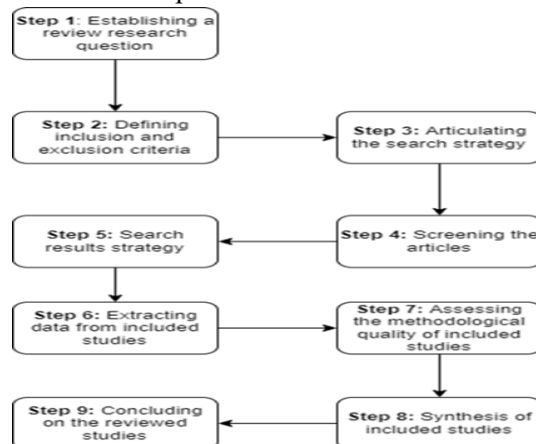 Step 1: Establishing a
review research
question
Step 2: Defining
inclusion and
exclusion criteria
Step 3: Articulating
the search strategy
Step 4: Screening the
articles
Step 5: Search
results strategy
Step 6: Extracting
data from included
studies
Step 7: Assessing
the methodological
quality of included
studies
Step 8: Synthesis of
included studies
Step 9: Concluding
on the reviewed
studies